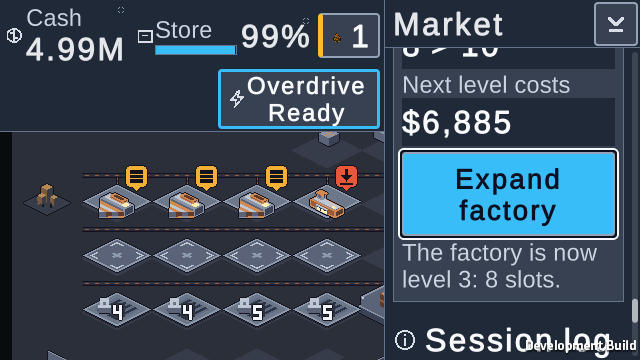 Cash
4.99M
Store
99%
1
Overdrive
Ready
Market
Next level costs
$6,885
Expand
factory
The factory is now
level 3: 8 slots.
4
4
5
5
Session log
Development Build